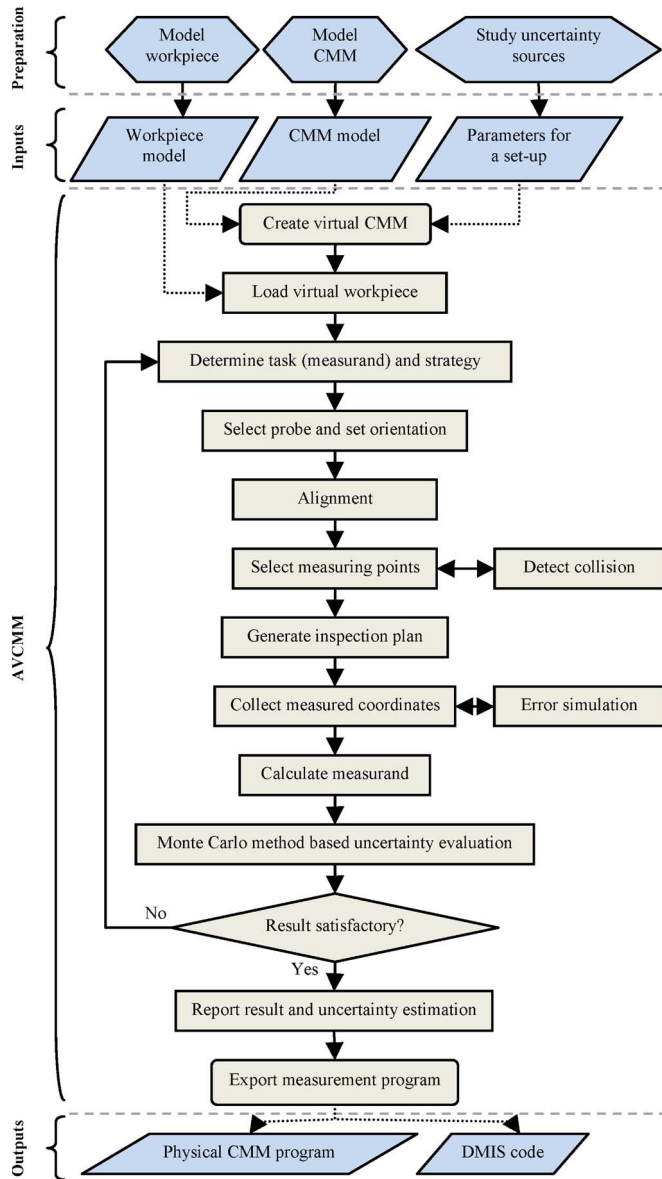 Preparation
Model
workpiece
Model
CMM
Study uncertainty
sources
Inputs
Workpiece
model
CMM model
Parameters for
a set-up
AVCMM
Create virtual CMM
Load virtual workpiece
Determine task (measurand) and strategy
Select probe and set orientation
Alignment
Select measuring points
Detect collision
Generate inspection plan
Collect measured coordinates
Error simulation
Calculate measurand
Monte Carlo method based uncertainty evaluation
No
Result satisfactory?
Yes
Report result and uncertainty estimation
Export measurement program
Outputs
Physical CMM program
DMIS code